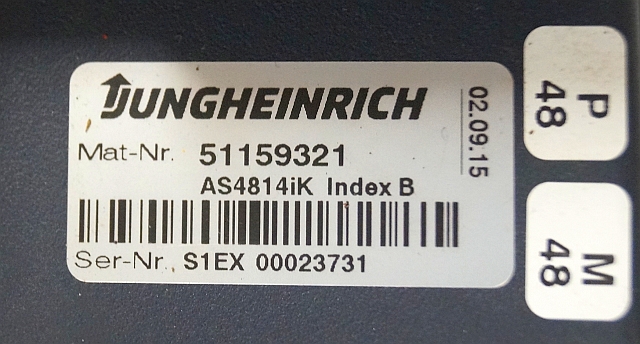 JUNGHEINRICH
Mat-Nr. 51159321
AS4814iK Index B
Ser-Nr. S1EX 00023731
02.09.15
P
48
M
48